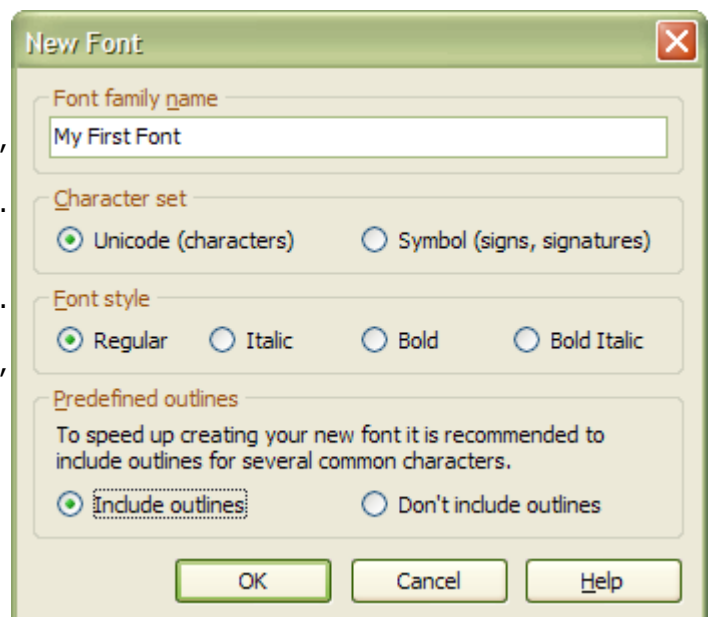 New Font
Font family name
My First Font
Character set
Unicode (characters) Symbol (signs, signatures)
Font style
Regular Italic Bold Bold Italic
Predefined outlines
To speed up creating your new font it is recommended to
include outlines for several common characters.
Include outlines Don't include outlines
OK Cancel Help